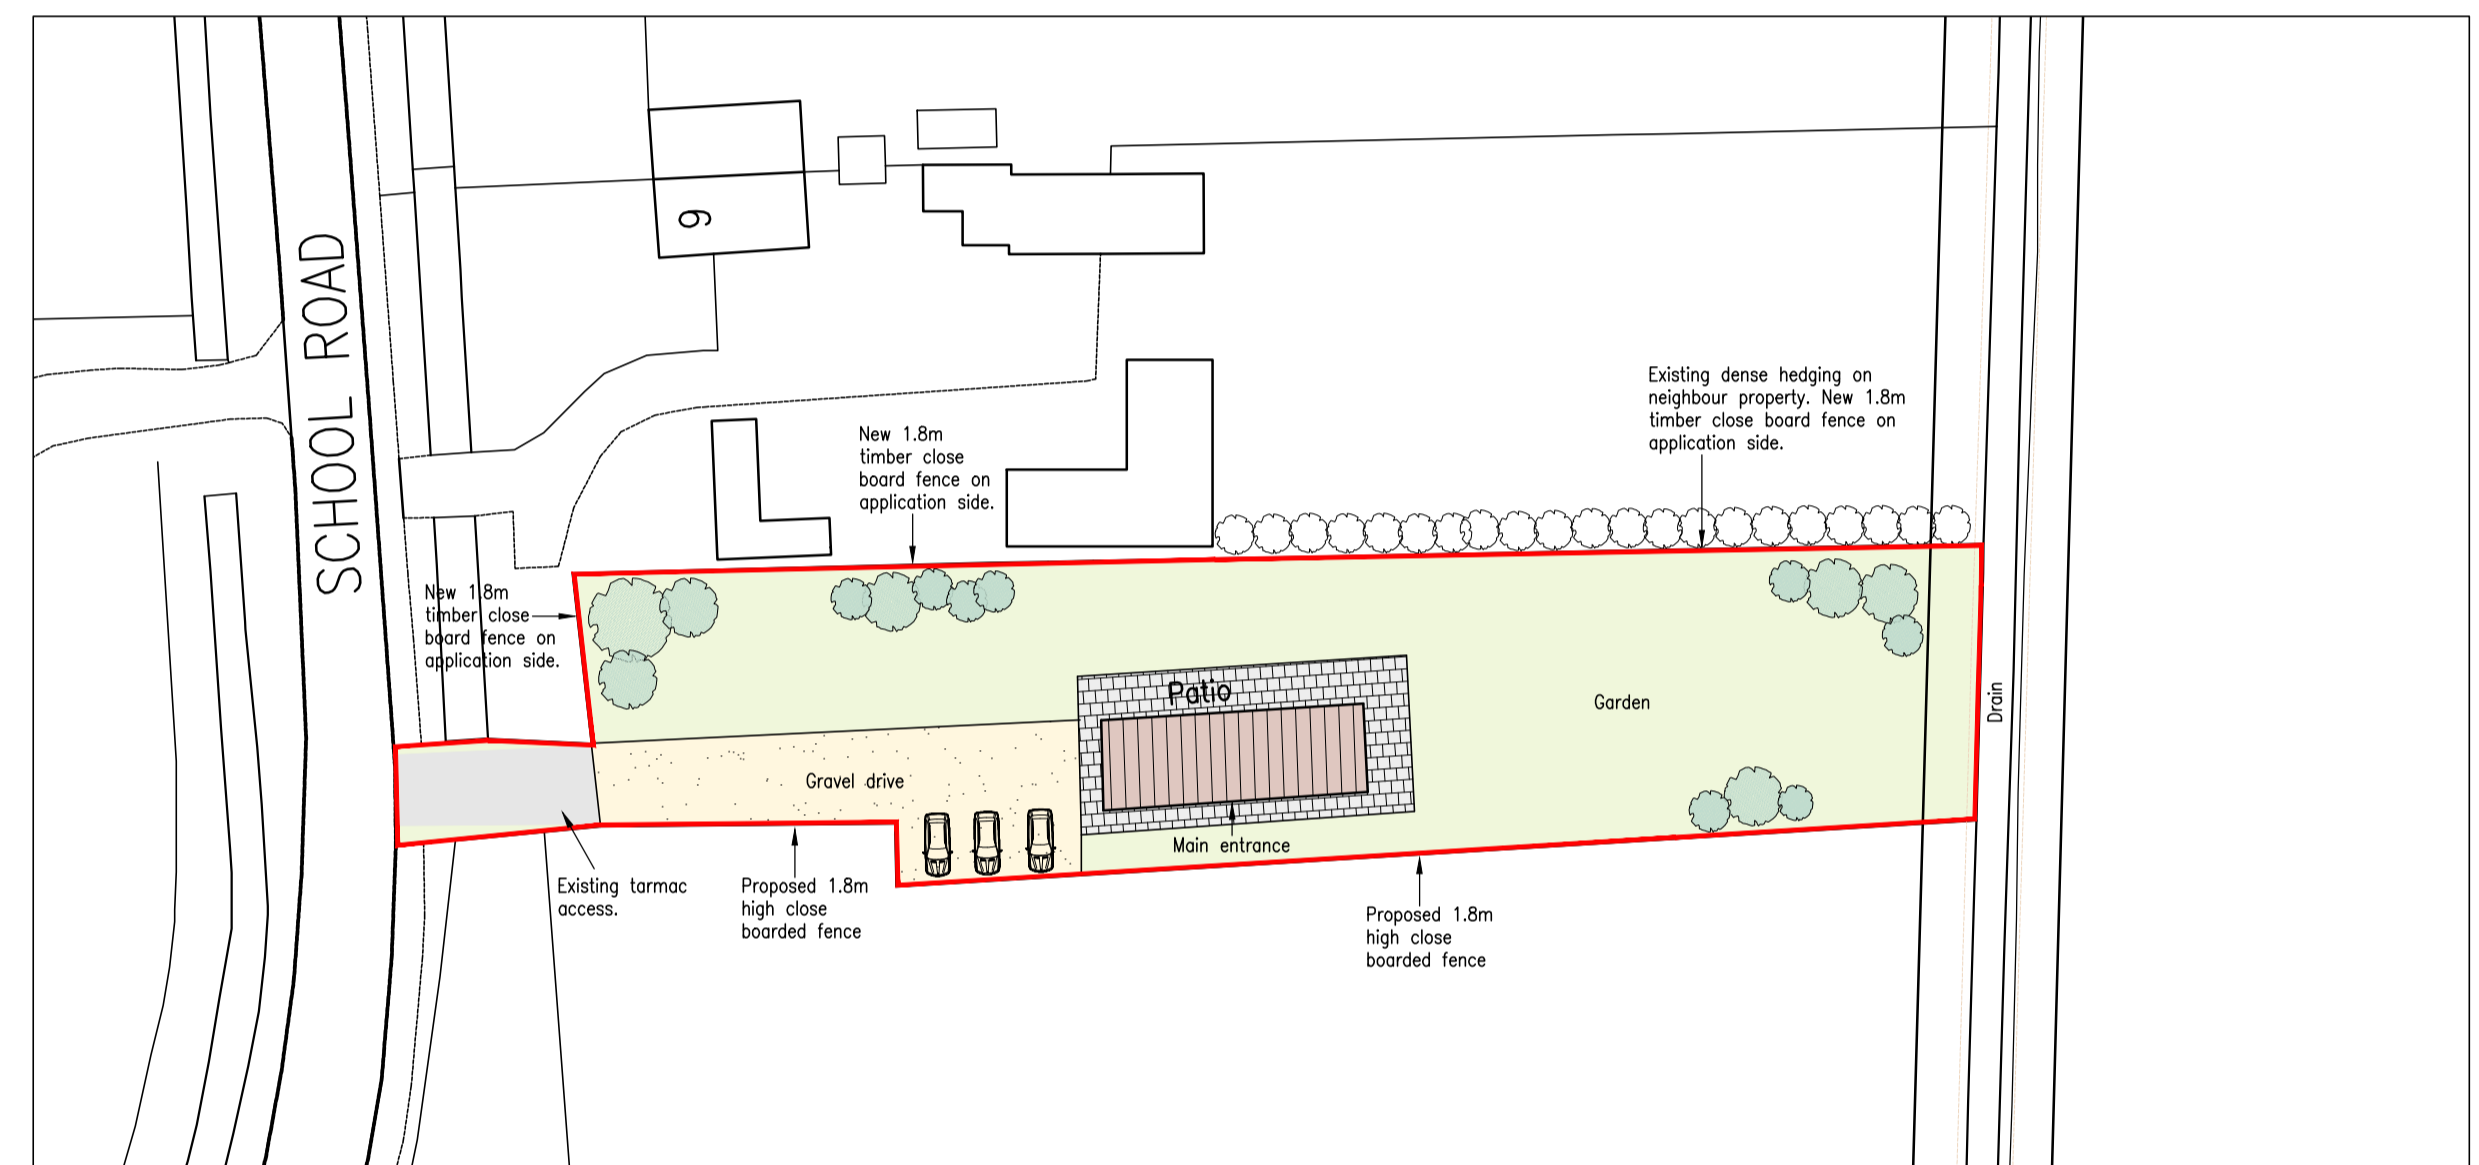 SCHOOL ROAD
9
Existing dense hedging on
neighbour property. New 1.8m
timber close board fence on
application side.
New 1.8m
timber close
board fence on
application side.
New 1.8m
timber close
board fence on
application side.
Patio
Garden
Drain
Gravel drive
Main entrance
Existing tarmac
access.
Proposed 1.8m
high close
boarded fence
Proposed 1.8m
high close
boarded fence